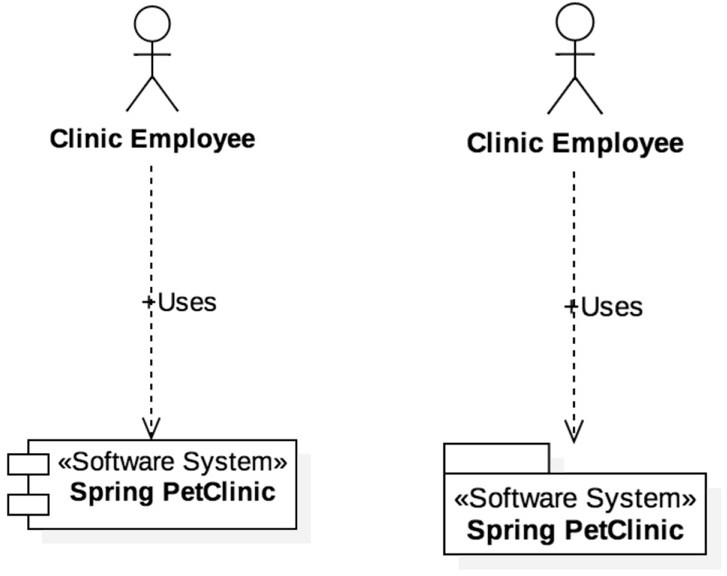 Clinic Employee
+Uses
«Software System»
Spring PetClinic
Clinic Employee
+Uses
«Software System»
Spring PetClinic